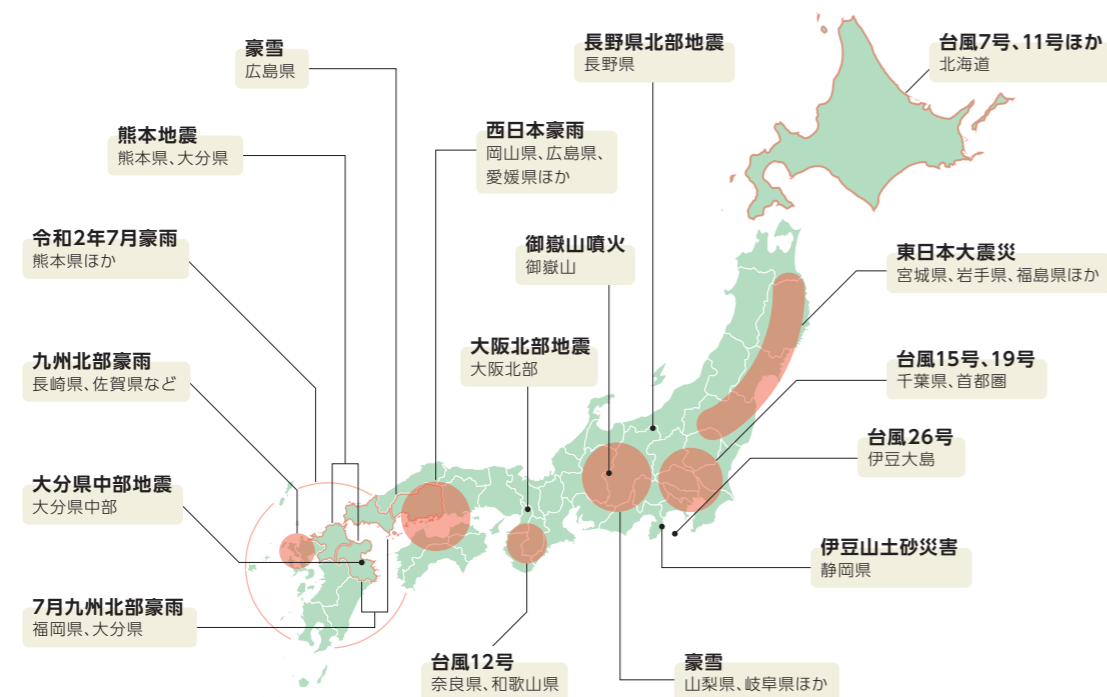 豪雪
広島県
長野県北部地震
長野県
台風7号、11号ほか
北海道
熊本地震
熊本県、大分県
西日本豪雨
岡山県、広島県、
愛媛県ほか
令和2年7月豪雨
熊本県ほか
御嶽山噴火
御嶽山
東日本大震災
宮城県、岩手県、福島県ほか
九州北部豪雨
長崎県、佐賀県など
大阪北部地震
大阪北部
台風15号、19号
千葉県、首都圏
台風26号
伊豆大島
大分県中部地震
大分県中部
伊豆山土砂災害
静岡県
7月九州北部豪雨
福岡県、大分県
台風12号
奈良県、和歌山県
豪雪
山梨県、岐阜県ほか